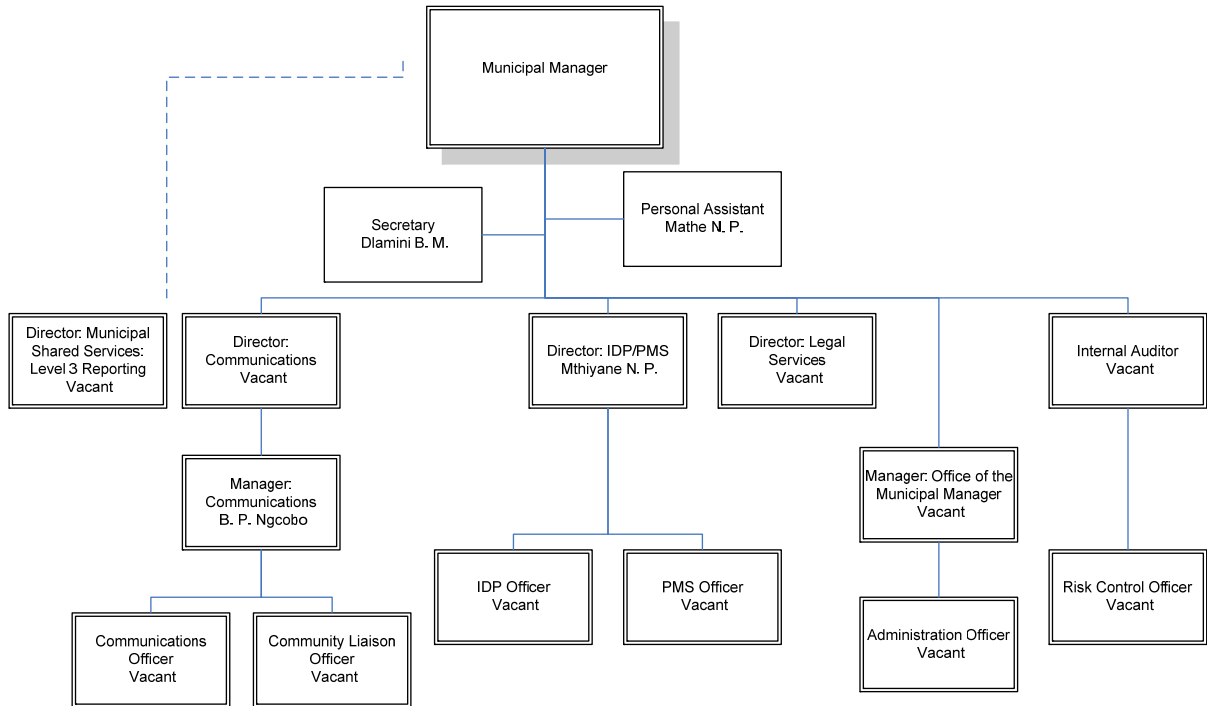 Municipal Manager
Secretary
Dlamini B. M.
Personal Assistant
Mathe N. P.
Director: Municipal
Shared Services:
Level 3 Reporting
Vacant
Director:
Communications
Vacant
Director: IDP/PMS
Mthiyane N. P.
Director: Legal
Services
Vacant
Internal Auditor
Vacant
Manager:
Communications
B. P. Ngcobo
Manager: Office of the
Municipal Manager
Vacant
IDP Officer
Vacant
PMS Officer
Vacant
Risk Control Officer
Vacant
Communications
Officer
Vacant
Community Liaison
Officer
Vacant
Administration Officer
Vacant